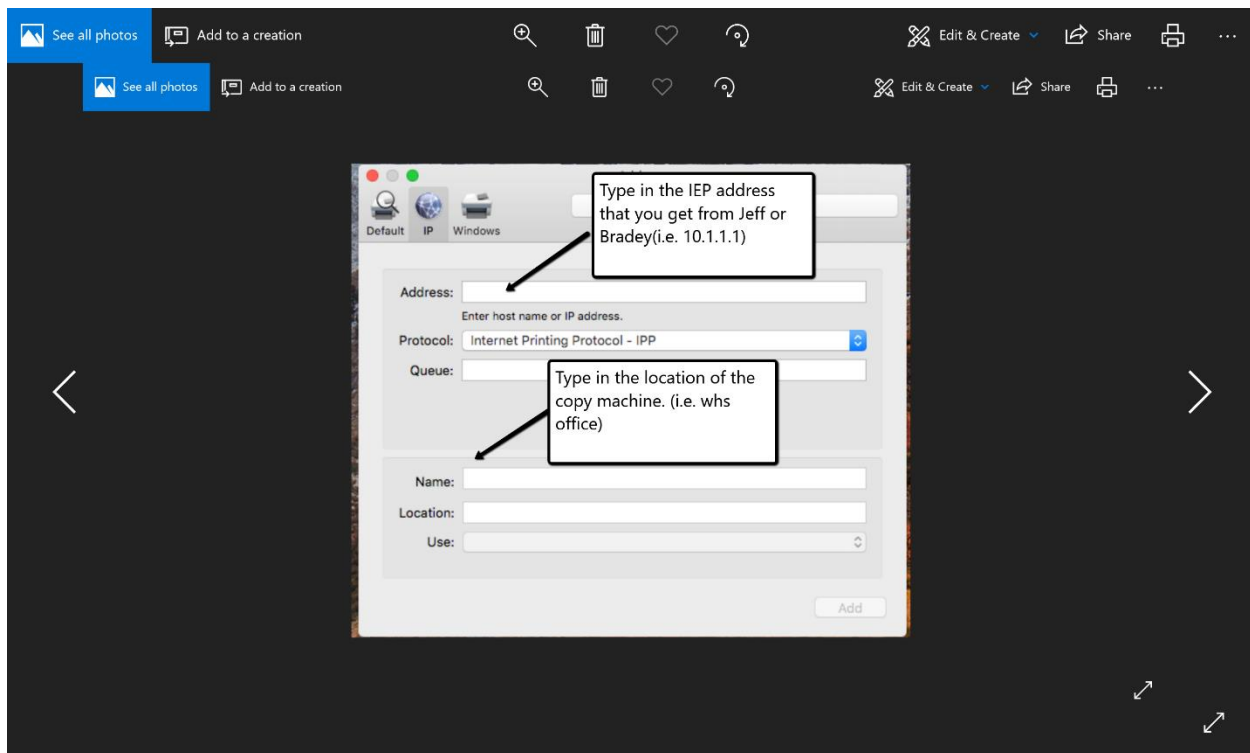 See all photos Add to a creation Edit & Create Share
See all photos Add to a creation Edit & Create Share
Type in the IEP address
that you get from Jeff or
Bradey(i.e. 10.1.1.1)
Default IP Windows
Address:
Enter host name or IP address.
Protocol: Internet Printing Protocol - IPP
Queue:
Type in the location of the
copy machine. (i.e. whs
office)
Name:
Location:
Use:
Add